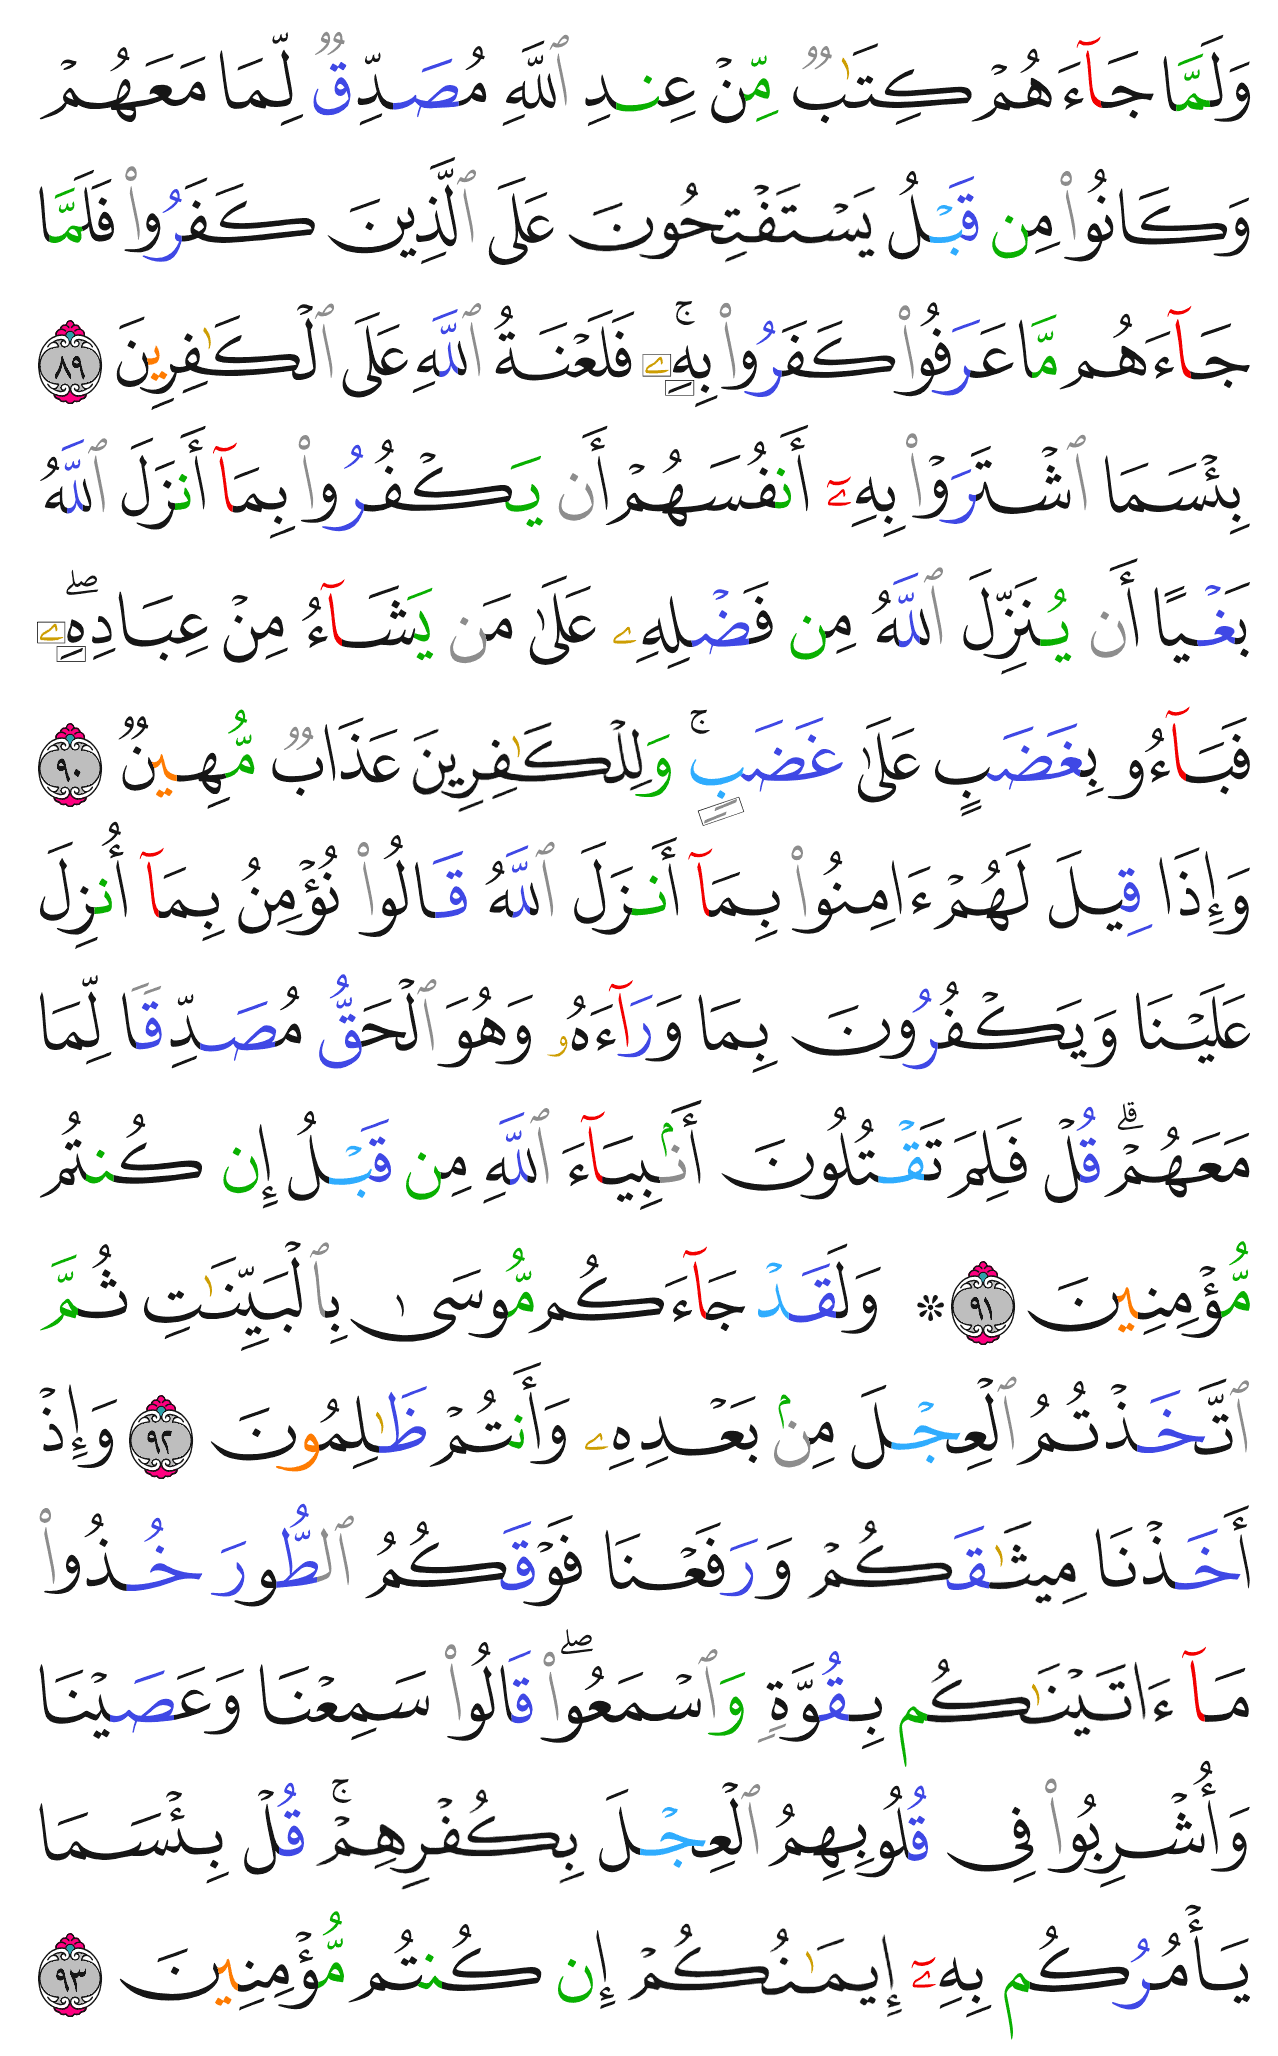 وَلَمَّا جَآءَهُمْ كِتَٰبٌ مِّنْ عِندِ ٱللَّهِ مُصَدِّقٌ لِّمَا مَعَهُمْ
وَكَانُوا۟ مِن قَبْلُ يَسْتَفْتِحُونَ عَلَى ٱلَّذِينَ كَفَرُوا۟ فَلَمَّا
جَآءَهُم مَّا عَرَفُوا۟ كَفَرُوا۟ بِهِۦ ۚ فَلَعْنَةُ ٱللَّهِ عَلَى ٱلْكَٰفِرِينَ ٨٩
بِئْسَمَا ٱشْتَرَوْا۟ بِهِۦٓ أَنفُسَهُمْ أَن يَكْفُرُوا۟ بِمَآ أَنزَلَ ٱللَّهُ
بَغْيًا أَن يُنَزِّلَ ٱللَّهُ مِن فَضْلِهِۦ عَلَىٰ مَن يَشَآءُ مِنْ عِبَادِهِۦ ۖ
فَبَآءُو بِغَضَبٍ عَلَىٰ غَضَبٍ ۚ وَلِلْكَٰفِرِينَ عَذَابٌ مُّهِينٌ ٩٠
وَإِذَا قِيلَ لَهُمْ ءَامِنُوا۟ بِمَآ أَنزَلَ ٱللَّهُ قَالُوا۟ نُؤْمِنُ بِمَآ أُنزِلَ
عَلَيْنَا وَيَكْفُرُونَ بِمَا وَرَآءَهُۥ وَهُوَ ٱلْحَقُّ مُصَدِّقًا لِّمَا
مَعَهُمْ ۗ قُلْ فَلِمَ تَقْتُلُونَ أَنۢبِيَآءَ ٱللَّهِ مِن قَبْلُ إِن كُنتُم
مُّؤْمِنِينَ ٩١ ۞ وَلَقَدْ جَآءَكُم مُّوسَىٰ بِٱلْبَيِّنَٰتِ ثُمَّ
ٱتَّخَذْتُمُ ٱلْعِجْلَ مِنۢ بَعْدِهِۦ وَأَنتُمْ ظَٰلِمُونَ ٩٢ وَإِذْ
أَخَذْنَا مِيثَٰقَكُمْ وَرَفَعْنَا فَوْقَكُمُ ٱلطُّورَ خُذُوا۟
مَآ ءَاتَيْنَٰكُم بِقُوَّةٍ وَٱسْمَعُوا۟ ۖ قَالُوا۟ سَمِعْنَا وَعَصَيْنَا
وَأُشْرِبُوا۟ فِى قُلُوبِهِمُ ٱلْعِجْلَ بِكُفْرِهِمْ ۚ قُلْ بِئْسَمَا
يَأْمُرُكُم بِهِۦٓ إِيمَٰنُكُمْ إِن كُنتُم مُّؤْمِنِينَ ٩٣